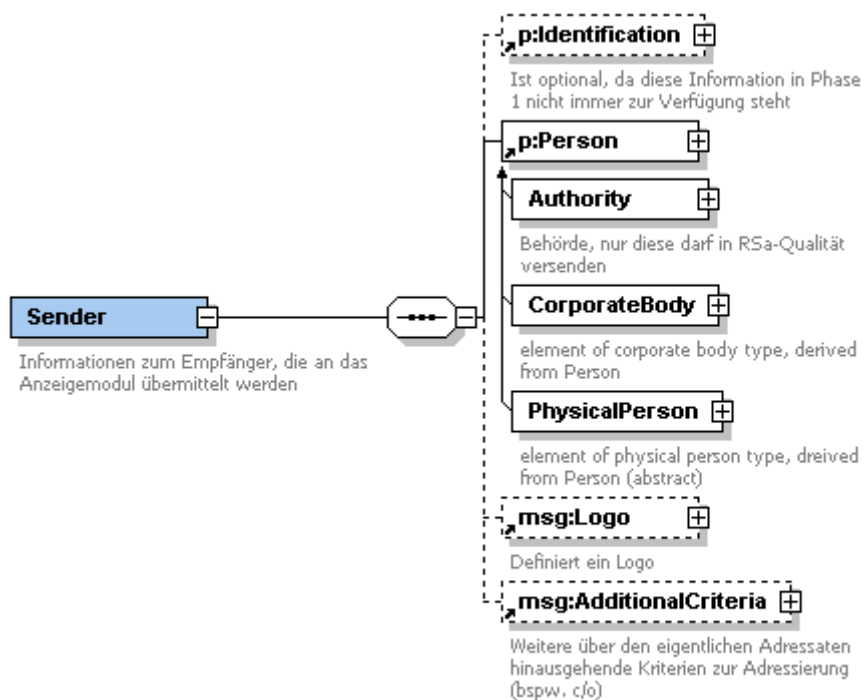 p:Identification
Ist optional, da diese Information in Phase
1 nicht immer zur Verfügung steht
p:Person
Authority
Behörde, nur diese darf in RSa-Qualität
versenden
Sender
Informationen zum Empfänger, die an das
Anzeigemodul übermittelt werden
CorporateBody
element of corporate body type, derived
from Person
PhysicalPerson
element of physical person type, dreived
from Person (abstract)
msg:Logo
Definiert ein Logo
msg:AdditionalCriteria
Weitere über den eigentlichen Adressaten
hinausgehende Kriterien zur Adressierung
(bspw. c/o)